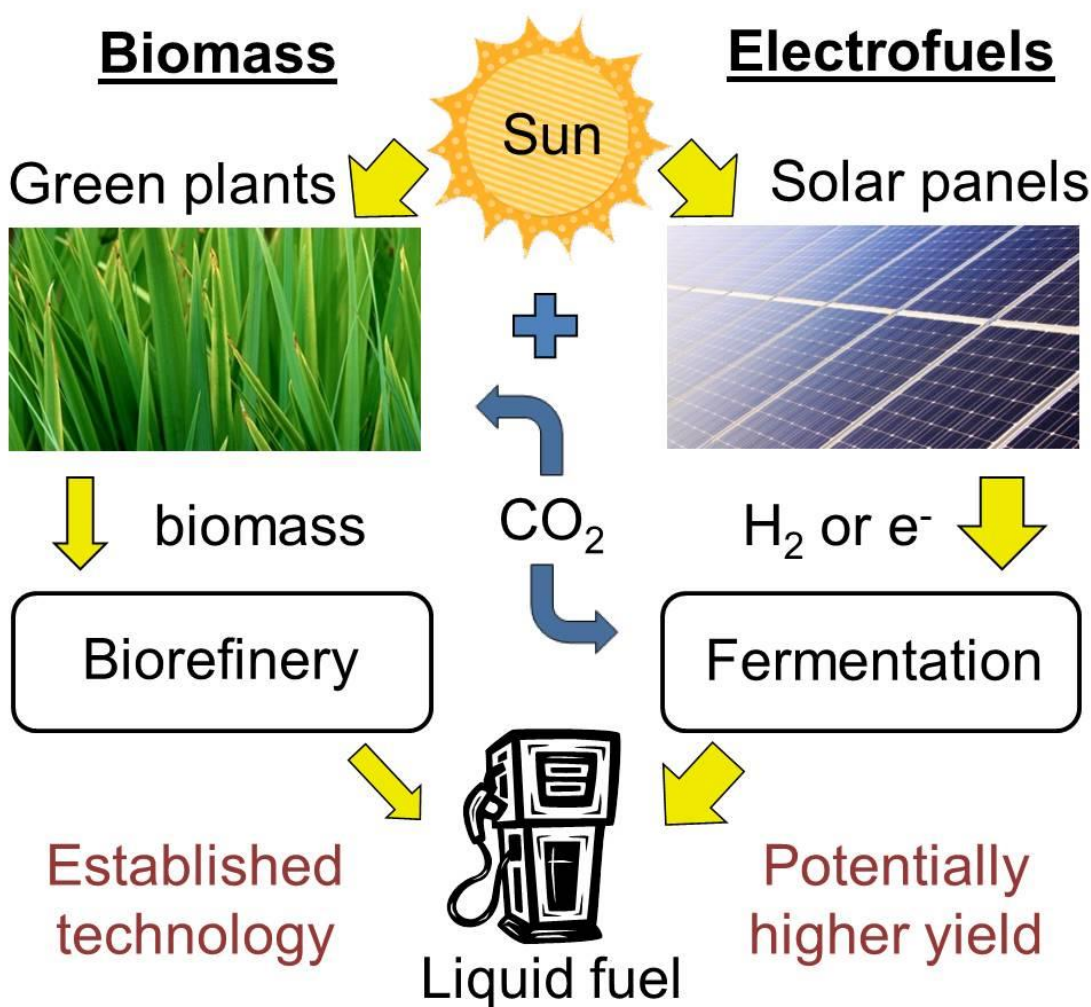 Biomass
Electrofuels
Sun
Green plants
Solar panels
biomass
CO₂
H₂ or e⁻
Biorefinery
Fermentation
Established
technology
Potentially
higher yield
Liquid fuel